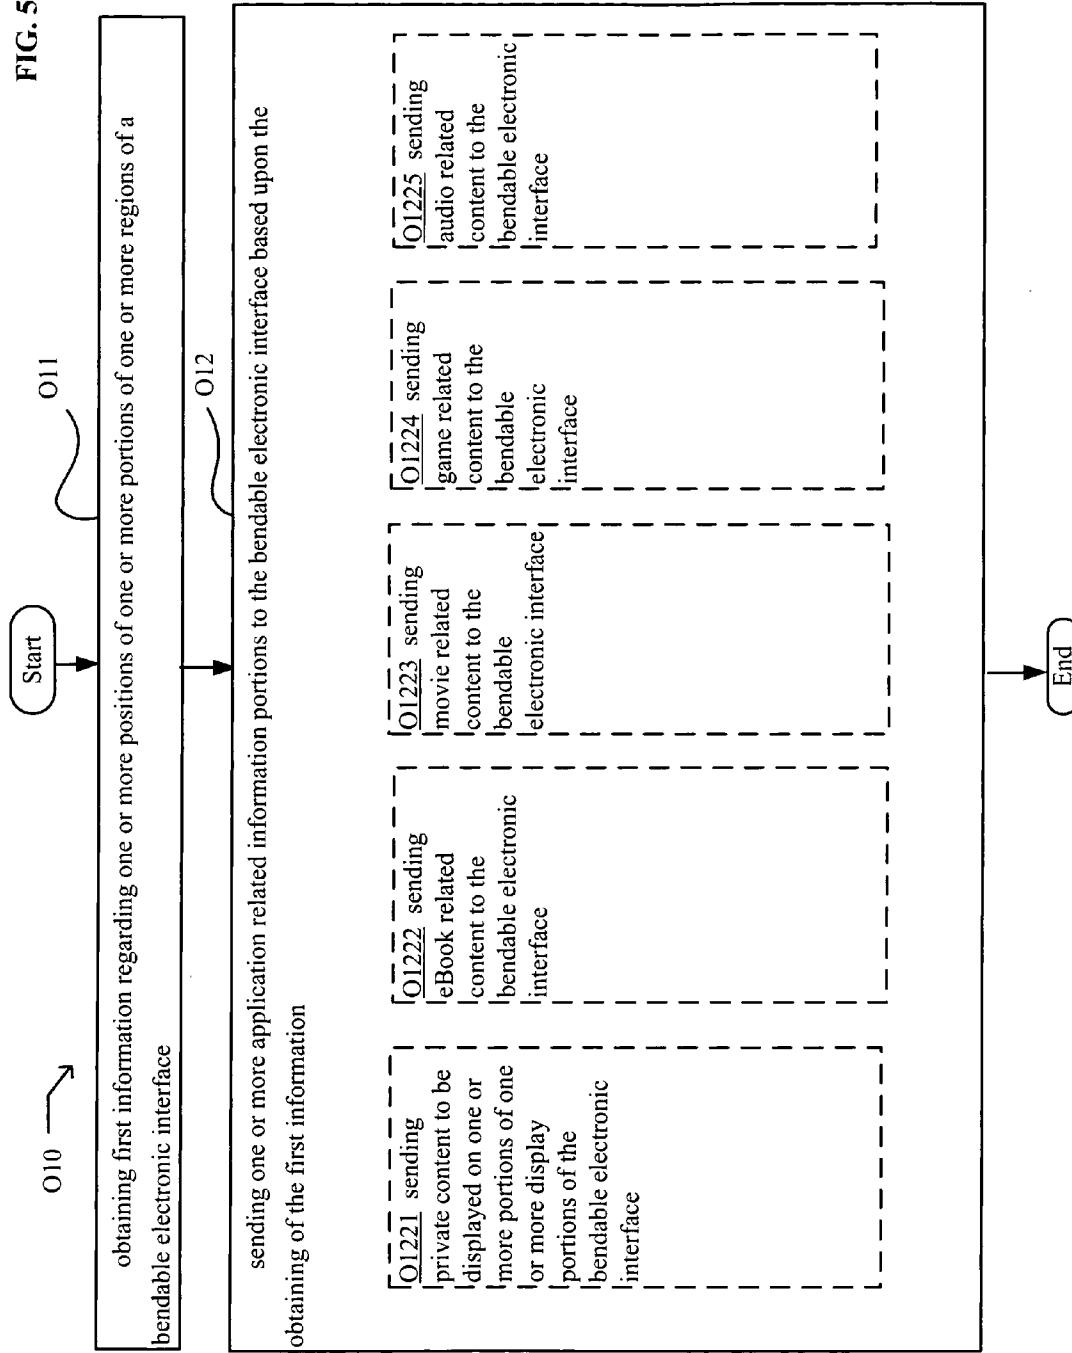 FIG. 5
O10
Start
O11
obtaining first information regarding one or more positions of one or more portions of one or more regions of a
bendable electronic interface
O12
sending one or more application related information portions to the bendable electronic interface based upon the
obtaining of the first information
O1221 sending
private content to be
displayed on one or
more portions of one
or more display
portions of the
bendable electronic
interface
O1222 sending
eBook related
content to the
bendable electronic
interface
O1223 sending
movie related
content to the
bendable
electronic interface
O1224 sending
game related
content to the
bendable
electronic
interface
O1225 sending
audio related
content to the
bendable electronic
interface
End